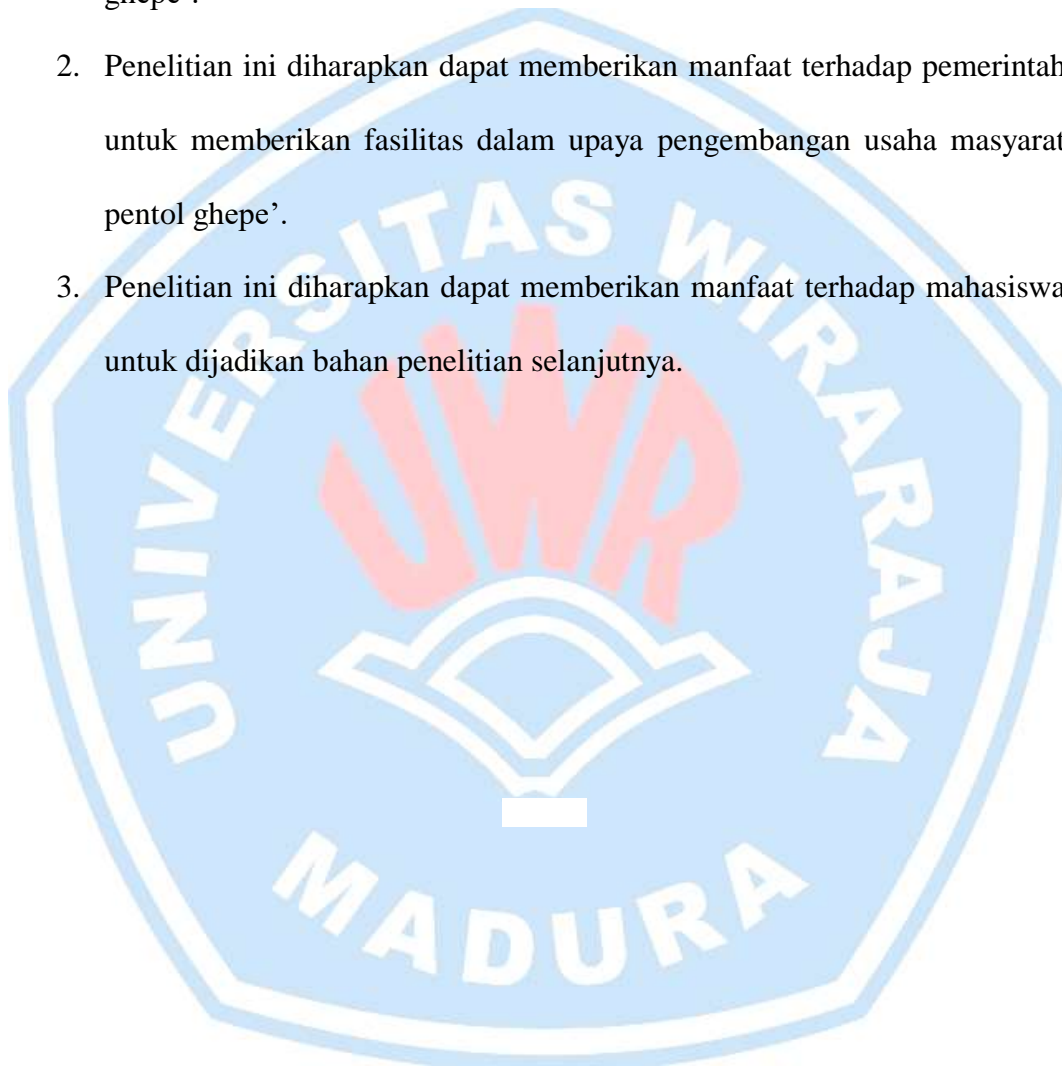 ghepe’.
2. Penelitian ini diharapkan dapat memberikan manfaat terhadap pemerintah
untuk memberikan fasilitas dalam upaya pengembangan usaha masyarat
pentol ghepe’.
3. Penelitian ini diharapkan dapat memberikan manfaat terhadap mahasiswa
untuk dijadikan bahan penelitian selanjutnya.
UNIVERSITAS WIRARAJA
UWR
MADURA